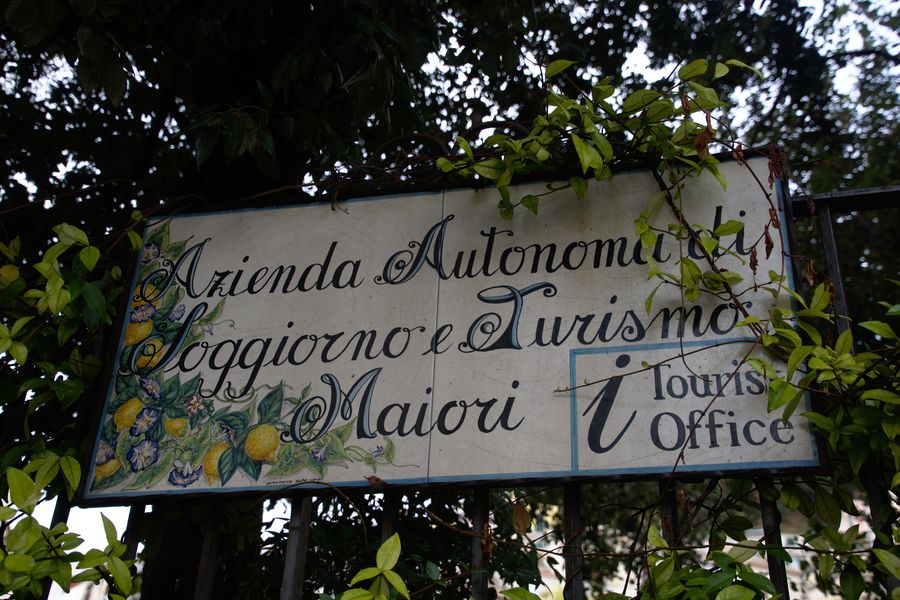 Azienda Autonoma di
Soggiorno e Turismo
Maiori
i Tourist
Office